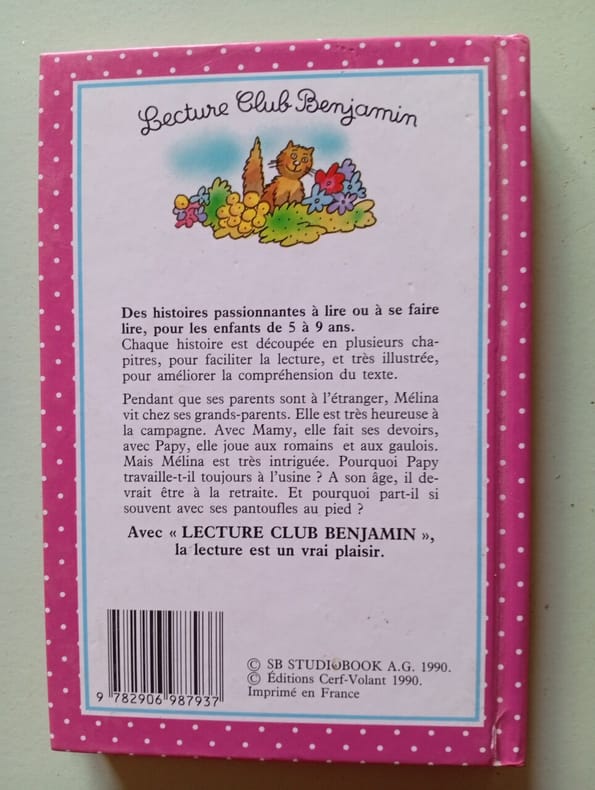 Lecture Club Benjamin
Des histoires passionnantes à lire ou à se faire
lire, pour les enfants de 5 à 9 ans.
Chaque histoire est découpée en plusieurs cha-
pitres, pour faciliter la lecture, et très illustrée,
pour améliorer la compréhension du texte.
Pendant que ses parents sont à l'étranger, Mélina
vit chez ses grands-parents. Elle est très heureuse à
la campagne. Avec Mamy, elle fait ses devoirs,
avec Papy, elle joue aux romains et aux gaulois.
Mais Mélina est très intriguée. Pourquoi Papy
travaille-t-il toujours à l'usine ? A son âge, il de-
vrait être à la retraite. Et pourquoi part-il si
souvent avec ses pantoufles au pied ?
Avec « LECTURE CLUB BENJAMIN »,
la lecture est un vrai plaisir.
© SB STUDIOBOOK A.G. 1990.
© Éditions Cerf-Volant 1990.
Imprimé en France
9 782906 987937